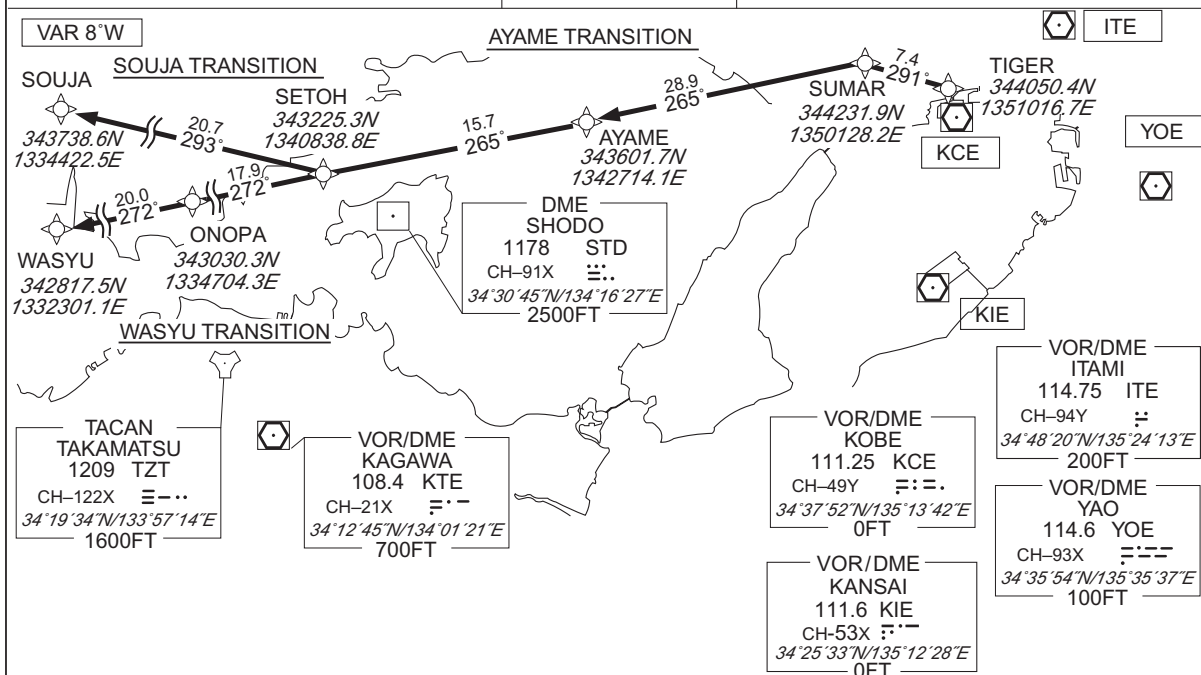 VAR 8˚W
ITE
SOUJA TRANSITION
AYAME TRANSITION
SOUJA
343738.6N
1334422.5E
20.7
293˚
SETOH
343225.3N
1340838.8E
15.7
265˚
AYAME
343601.7N
1342714.1E
28.9
265˚
SUMAR
344231.9N
1350128.2E
7.4
291˚
TIGER
344050.4N
1351016.7E
KCE
YOE
17.9
272˚
20.0
272˚
ONOPA
343030.3N
1334704.3E
WASYU
342817.5N
1332301.1E
WASYU TRANSITION
DME
SHODO
1178 STD
CH–91X
34˚30´45˝N/134˚16´27˝E
2500FT
KIE
TACAN
TAKAMATSU
1209 TZT
CH–122X
34˚19´34˝N/133˚57´14˝E
1600FT
VOR/DME
KAGAWA
108.4 KTE
CH–21X
34˚12´45˝N/134˚01´21˝E
700FT
VOR/DME
KOBE
111.25 KCE
CH–49Y
34˚37´52˝N/135˚13´42˝E
0FT
VOR/DME
ITAMI
114.75 ITE
CH–94Y
34˚48´20˝N/135˚24´13˝E
200FT
VOR/DME
YAO
114.6 YOE
CH–93X
34˚35´54˝N/135˚35´37˝E
100FT
VOR/DME
KANSAI
111.6 KIE
CH-53X
34˚25´33˝N/135˚12´28˝E
0FT